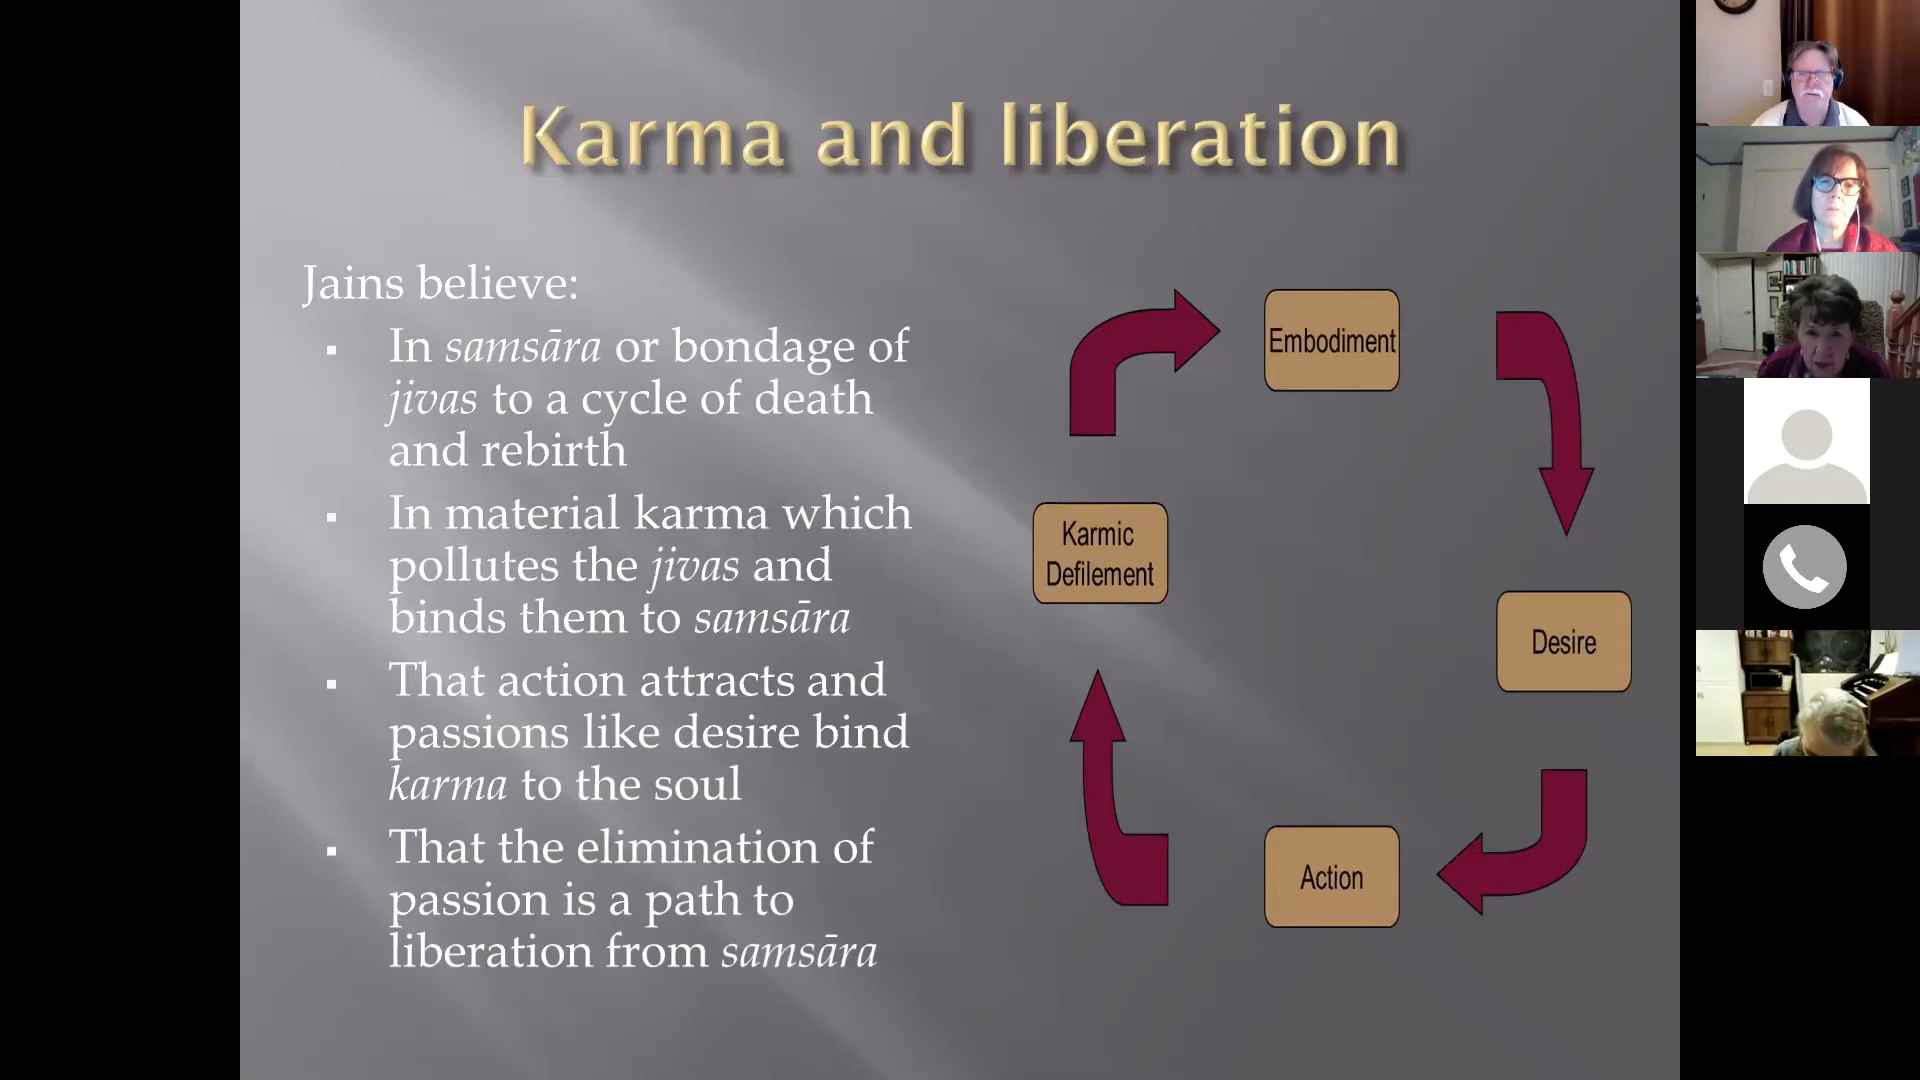 Karma and liberation
Jains believe:
▪ In samsāra or bondage of
jivas to a cycle of death
and rebirth
▪ In material karma which
pollutes the jivas and
binds them to samsāra
▪ That action attracts and
passions like desire bind
karma to the soul
▪ That the elimination of
passion is a path to
liberation from samsāra
Embodiment
Karmic
Defilement
Desire
Action